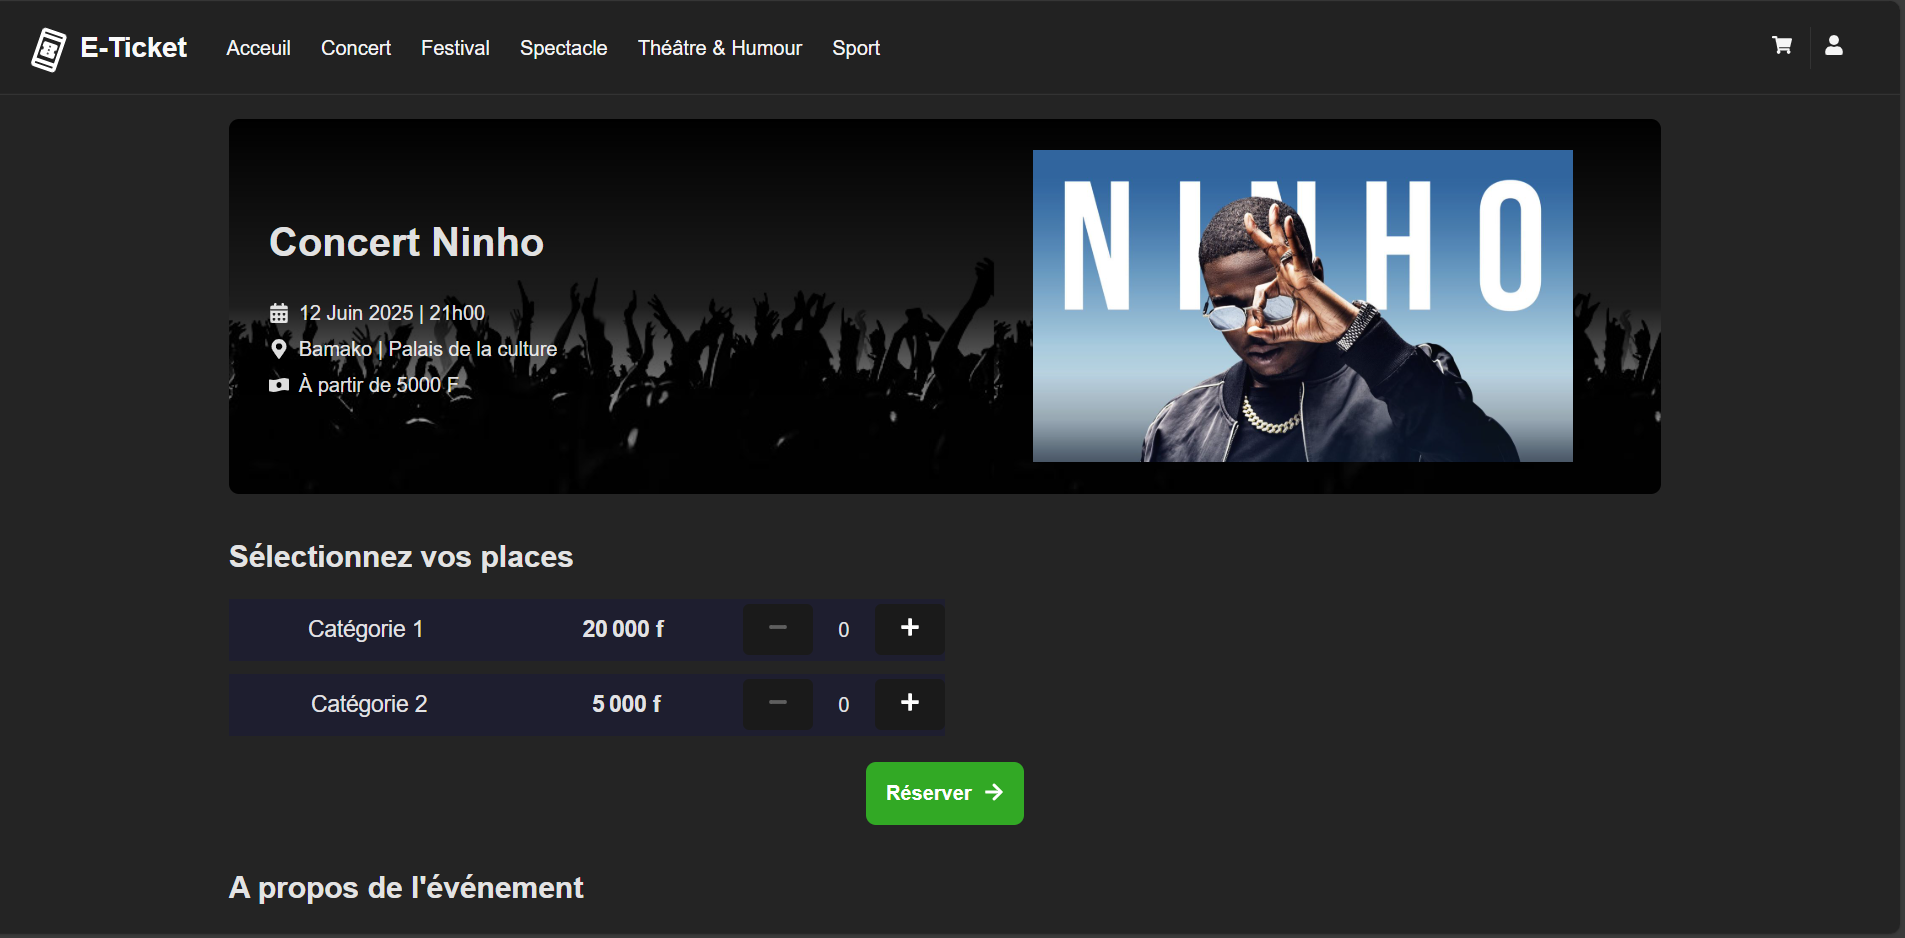 E-Ticket Acceuil Concert Festival Spectacle Théâtre & Humour Sport
NINHO
Concert Ninho
12 Juin 2025 | 21h00
Bamako | Palais de la culture
À partir de 5000 F
Sélectionnez vos places
Catégorie 1 20 000 f 0
Catégorie 2 5 000 f 0
Réserver
A propos de l'événement